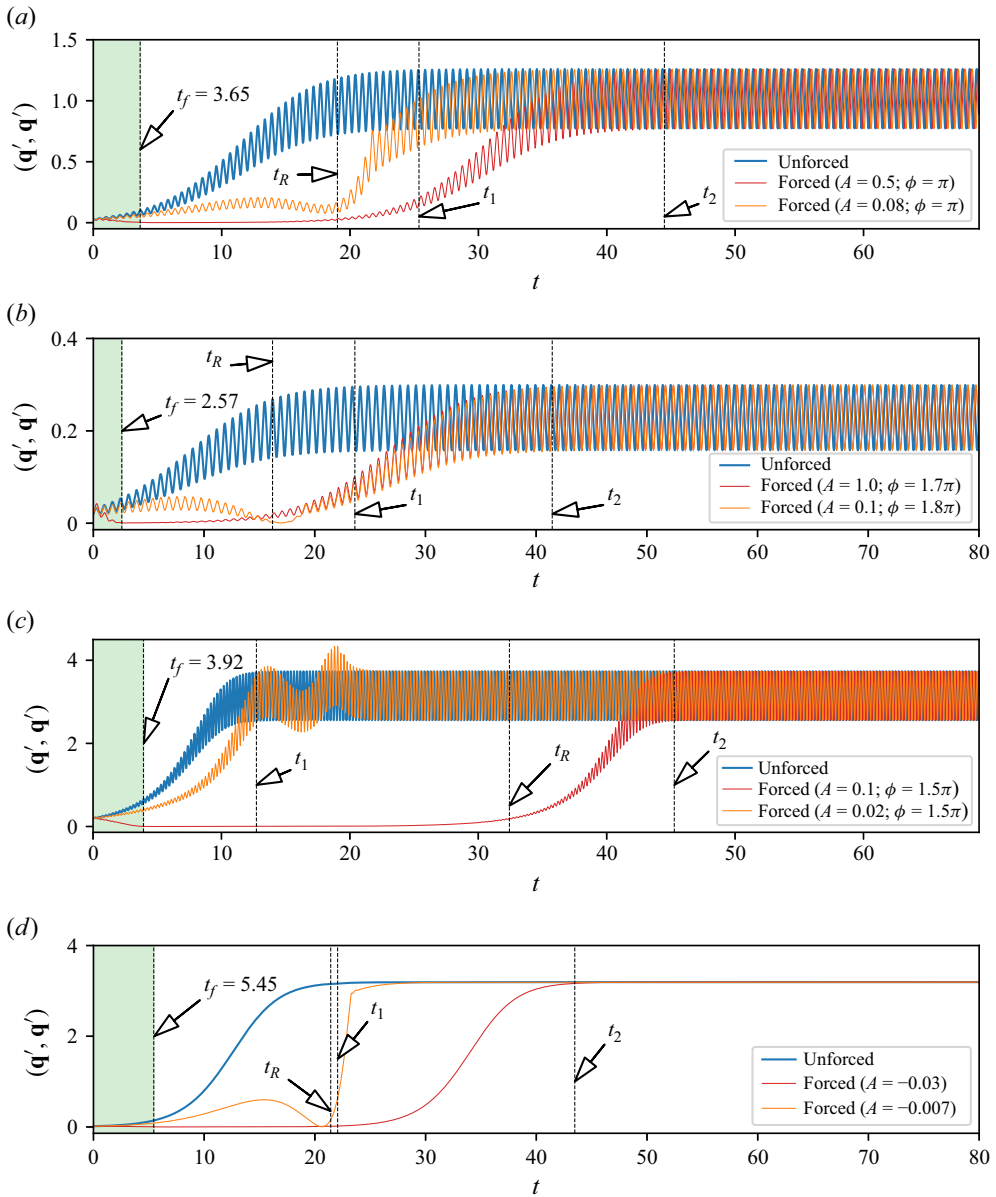 (a)
1.5
1.0
0.5
0
(q′, q′)
t_f = 3.65
t_R
t_1
t_2
Unforced
Forced (A = 0.5; ϕ = π)
Forced (A = 0.08; ϕ = π)
0 10 20 30 40 50 60
t
(b)
0.4
0.2
0
(q′, q′)
t_R
t_f = 2.57
t_1
t_2
Unforced
Forced (A = 1.0; ϕ = 1.7π)
Forced (A = 0.1; ϕ = 1.8π)
0 10 20 30 40 50 60 70 80
t
(c)
4
2
0
(q′, q′)
t_f = 3.92
t_1
t_R
t_2
Unforced
Forced (A = 0.1; ϕ = 1.5π)
Forced (A = 0.02; ϕ = 1.5π)
0 10 20 30 40 50 60
t
(d)
4
2
0
(q′, q′)
t_f = 5.45
t_1
t_R
t_2
Unforced
Forced (A = −0.03)
Forced (A = −0.007)
0 10 20 30 40 50 60 70 80
t